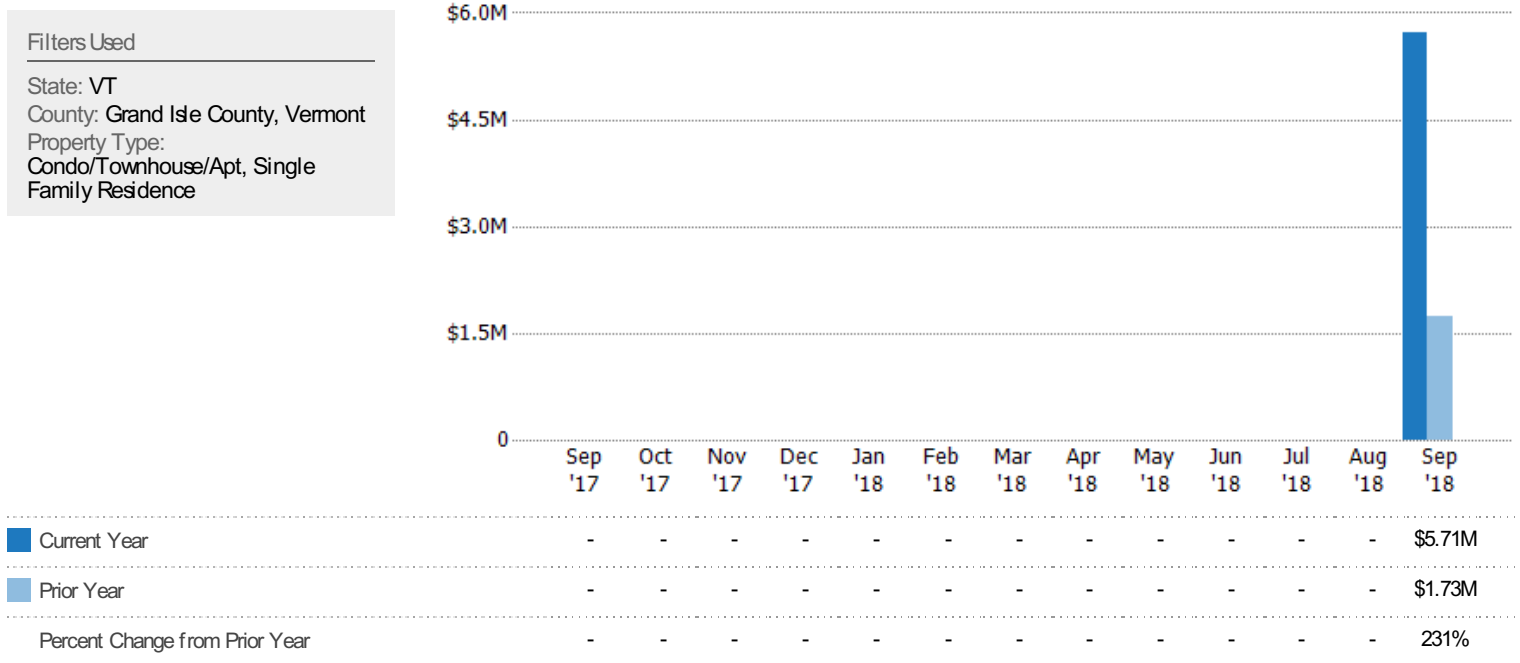 Filters Used
State: VT
County: Grand Isle County, Vermont
Property Type:
Condo/Townhouse/Apt, Single
Family Residence
$6.0M
$4.5M
$3.0M
$1.5M
0
Sep Oct Nov Dec Jan Feb Mar Apr May Jun Jul Aug Sep
'17 '17 '17 '17 '18 '18 '18 '18 '18 '18 '18 '18 '18
Current Year - - - - - - - - - - - - $5.71M
Prior Year - - - - - - - - - - - - $1.73M
Percent Change from Prior Year - - - - - - - - - - - - 231%